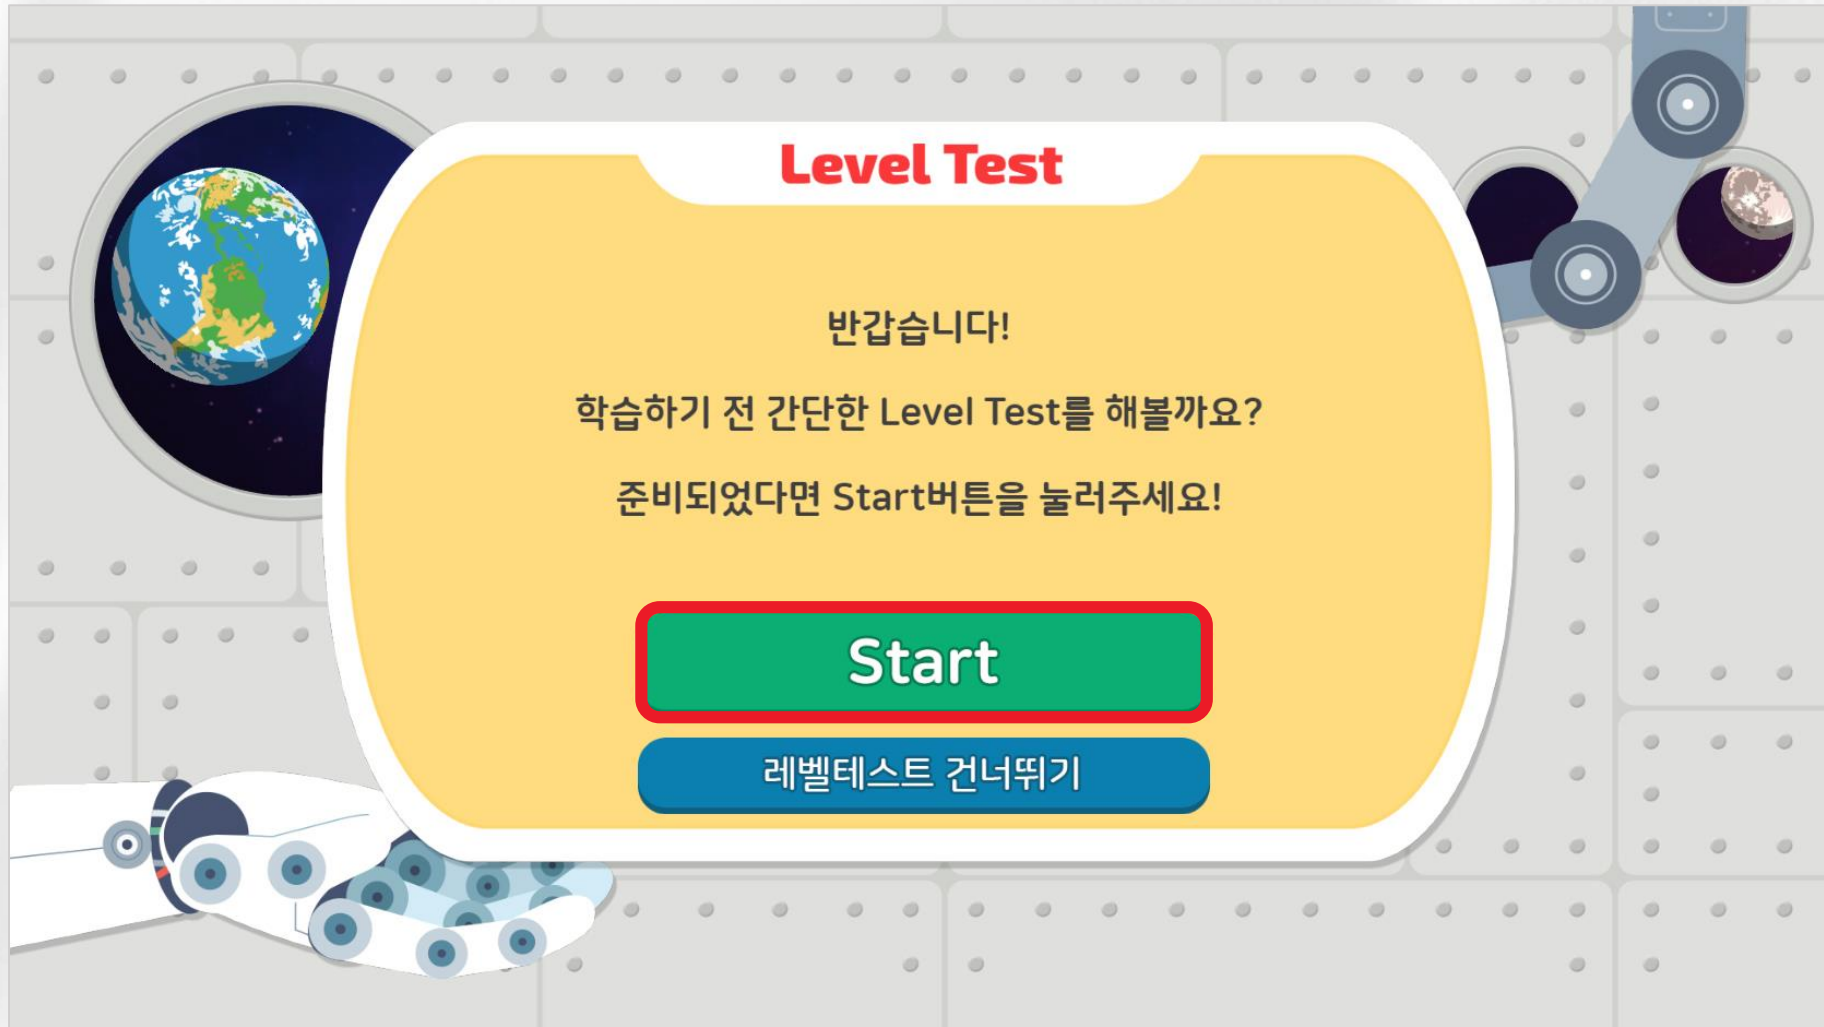 Level Test
반갑습니다!
학습하기 전 간단한 Level Test를 해볼까요?
준비되었다면 Start버튼을 눌러주세요!
Start
레벨테스트 건너뛰기